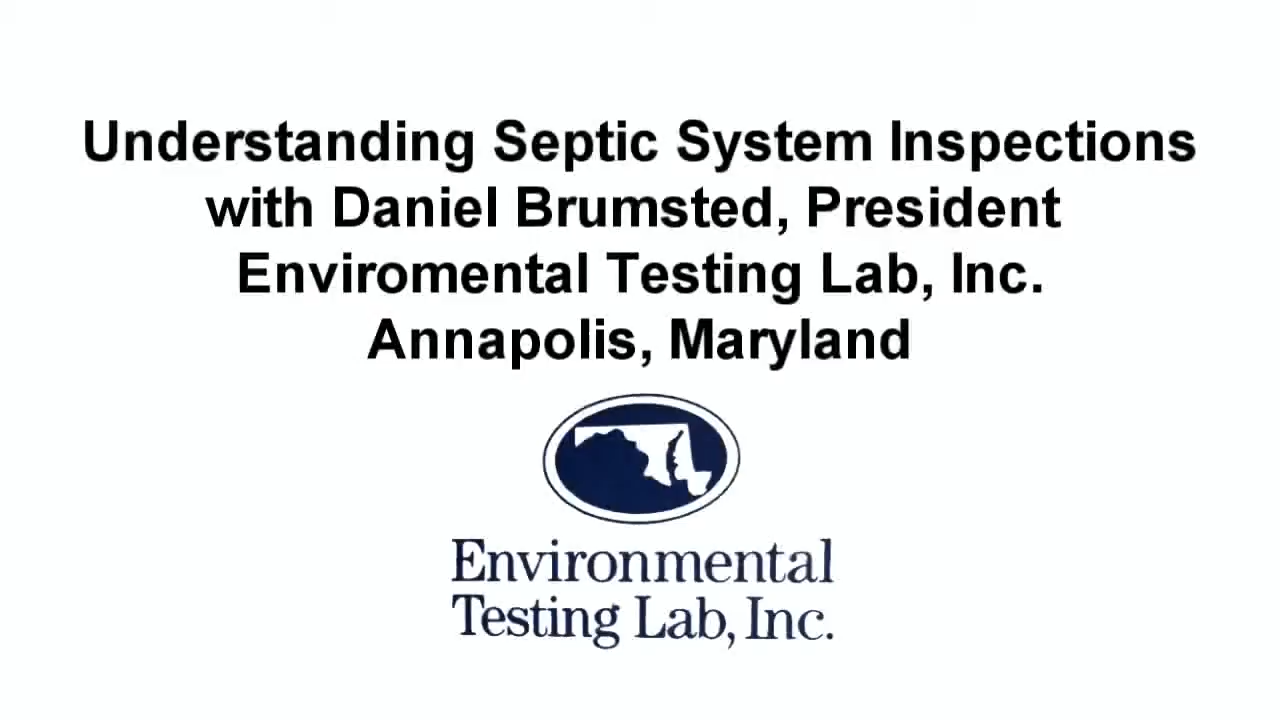 Understanding Septic System Inspections
with Daniel Brumsted, President
Enviromental Testing Lab, Inc.
Annapolis, Maryland
Environmental
Testing Lab, Inc.